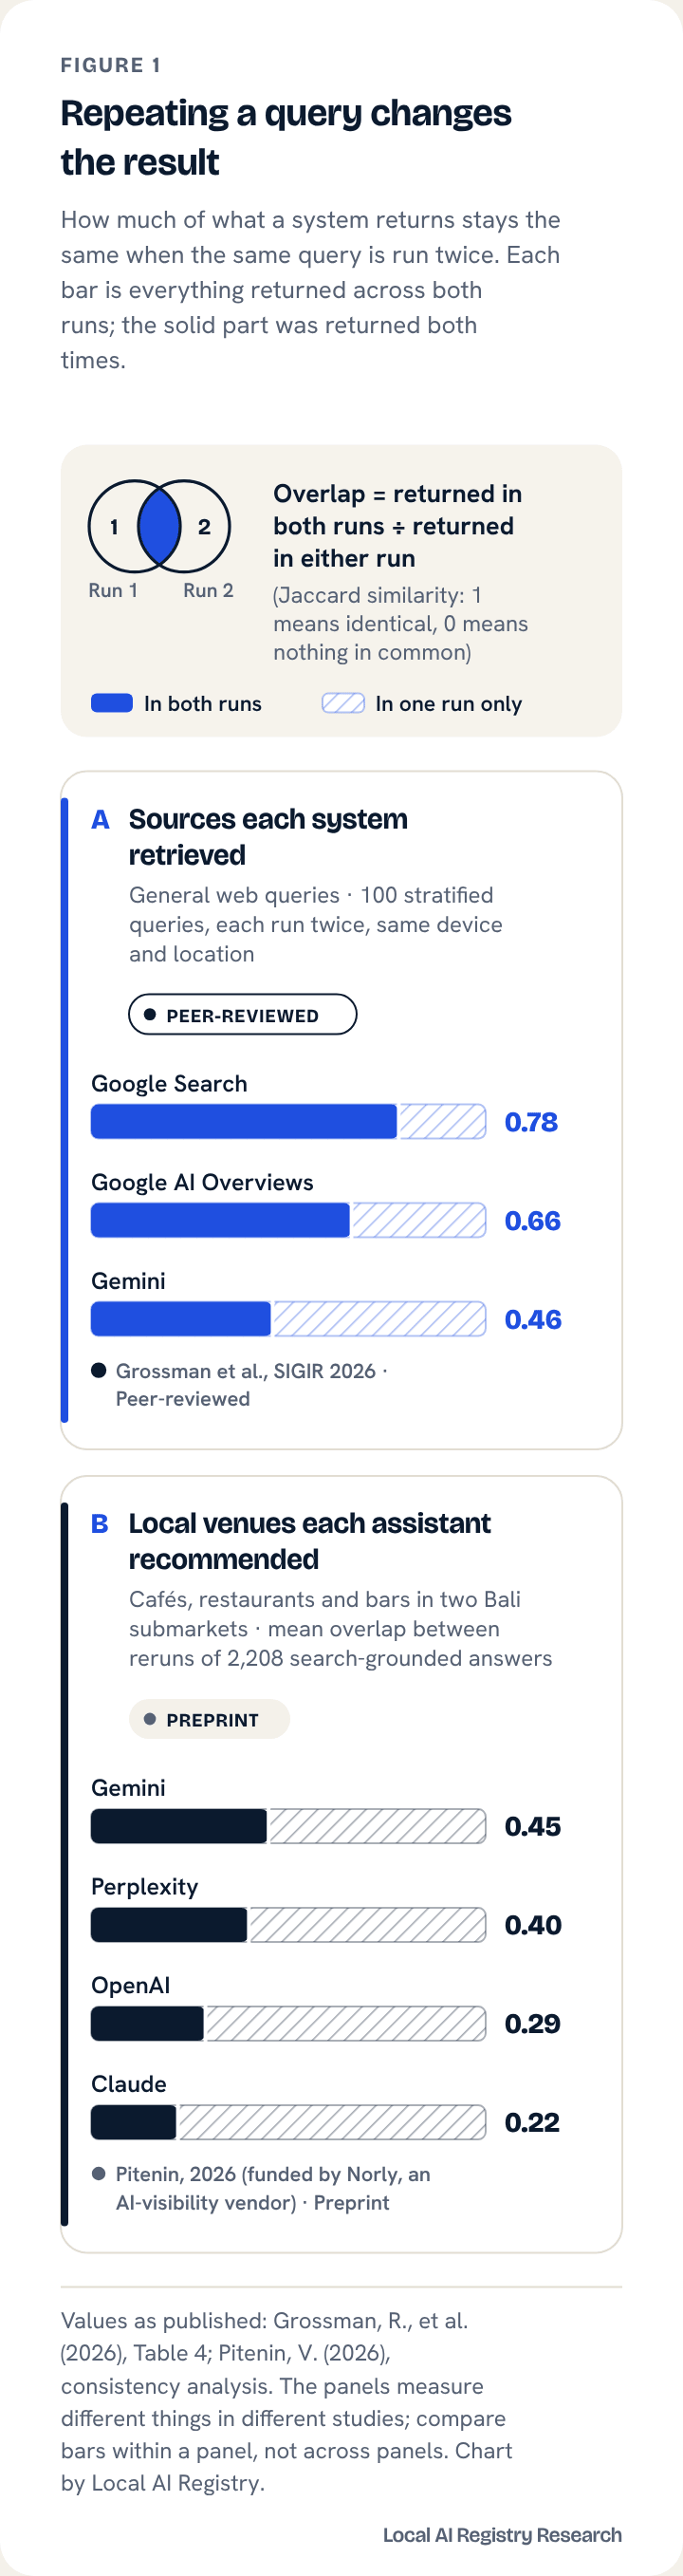 FIGURE 1
Repeating a query changes
the result
How much of what a system returns stays the
same when the same query is run twice. Each
bar is everything returned across both
runs; the solid part was returned both
times.
1
2
Run 1
Run 2
Overlap = returned in
both runs ÷ returned
in either run
(Jaccard similarity: 1
means identical, 0 means
nothing in common)
In both runs
In one run only
A
Sources each system
retrieved
General web queries · 100 stratified
queries, each run twice, same device
and location
PEER-REVIEWED
Google Search
0.78
Google AI Overviews
0.66
Gemini
0.46
Grossman et al., SIGIR 2026 ·
Peer-reviewed
B
Local venues each assistant
recommended
Cafés, restaurants and bars in two Bali
submarkets · mean overlap between
reruns of 2,208 search-grounded answers
PREPRINT
Gemini
0.45
Perplexity
0.40
OpenAI
0.29
Claude
0.22
Pitenin, 2026 (funded by Norly, an
AI-visibility vendor) · Preprint
Values as published: Grossman, R., et al.
(2026), Table 4; Pitenin, V. (2026),
consistency analysis. The panels measure
different things in different studies; compare
bars within a panel, not across panels. Chart
by Local AI Registry.
Local AI Registry Research